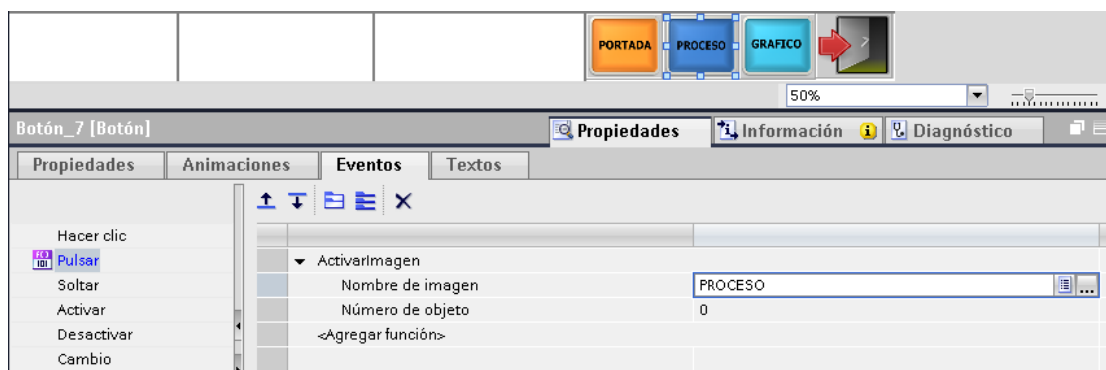 PORTADA PROCESO GRAFICO
50%
Botón_7 [Botón] Propiedades Información Diagnóstico
Propiedades Animaciones Eventos Textos
Hacer clic
Pulsar ActivarImagen
Soltar Nombre de imagen PROCESO ...
Activar Número de objeto 0
Desactivar <Agregar función>
Cambio